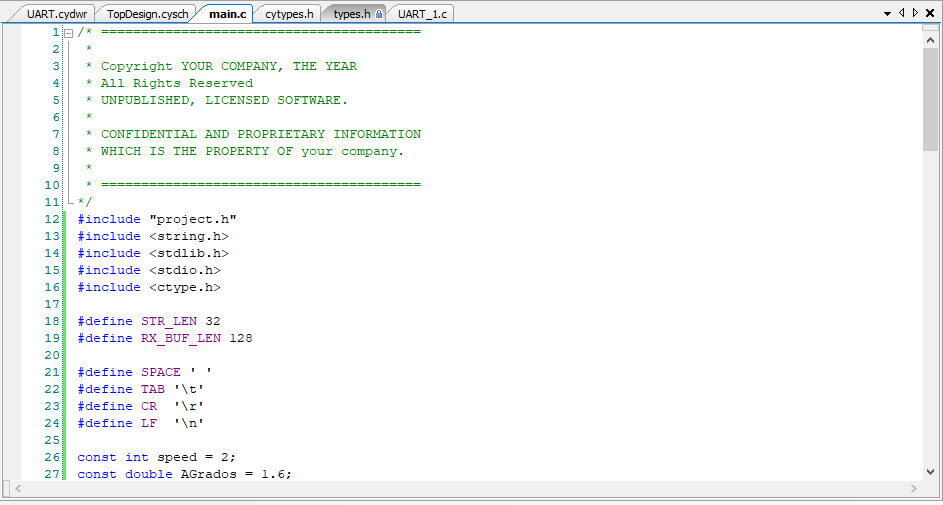 UART.cydwr TopDesign.cysch main.c cytypes.h types.h UART_1.c
1 /* ========================================
2 *
3 * Copyright YOUR COMPANY, THE YEAR
4 * All Rights Reserved
5 * UNPUBLISHED, LICENSED SOFTWARE.
6 *
7 * CONFIDENTIAL AND PROPRIETARY INFORMATION
8 * WHICH IS THE PROPERTY OF your company.
9 *
10 * ========================================
11 */
12 #include "project.h"
13 #include <string.h>
14 #include <stdlib.h>
15 #include <stdio.h>
16 #include <ctype.h>
17
18 #define STR_LEN 32
19 #define RX_BUF_LEN 128
20
21 #define SPACE ' '
22 #define TAB '\t'
23 #define CR  '\r'
24 #define LF  '\n'
25
26 const int speed = 2;
27 const double AGrados = 1.6;